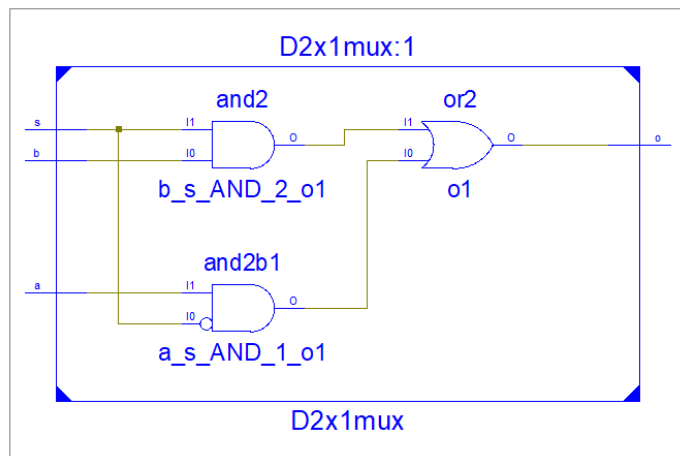 D2x1mux:1
and2
or2
s
I1
O
I1
O
o
b
I0
I0
b_s_AND_2_o1
o1
and2b1
a
I1
O
I0
a_s_AND_1_o1
D2x1mux